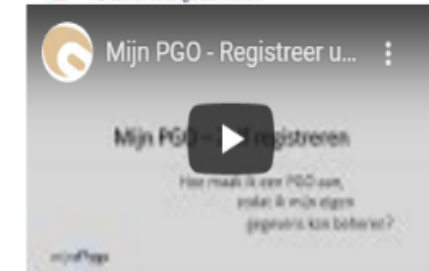 Mijn PGO - Registreer u...
Mijn PGO – registreren
Hoe maak ik een PGO aan,
zodat ik mijn eigen
gegevens kan beheren?